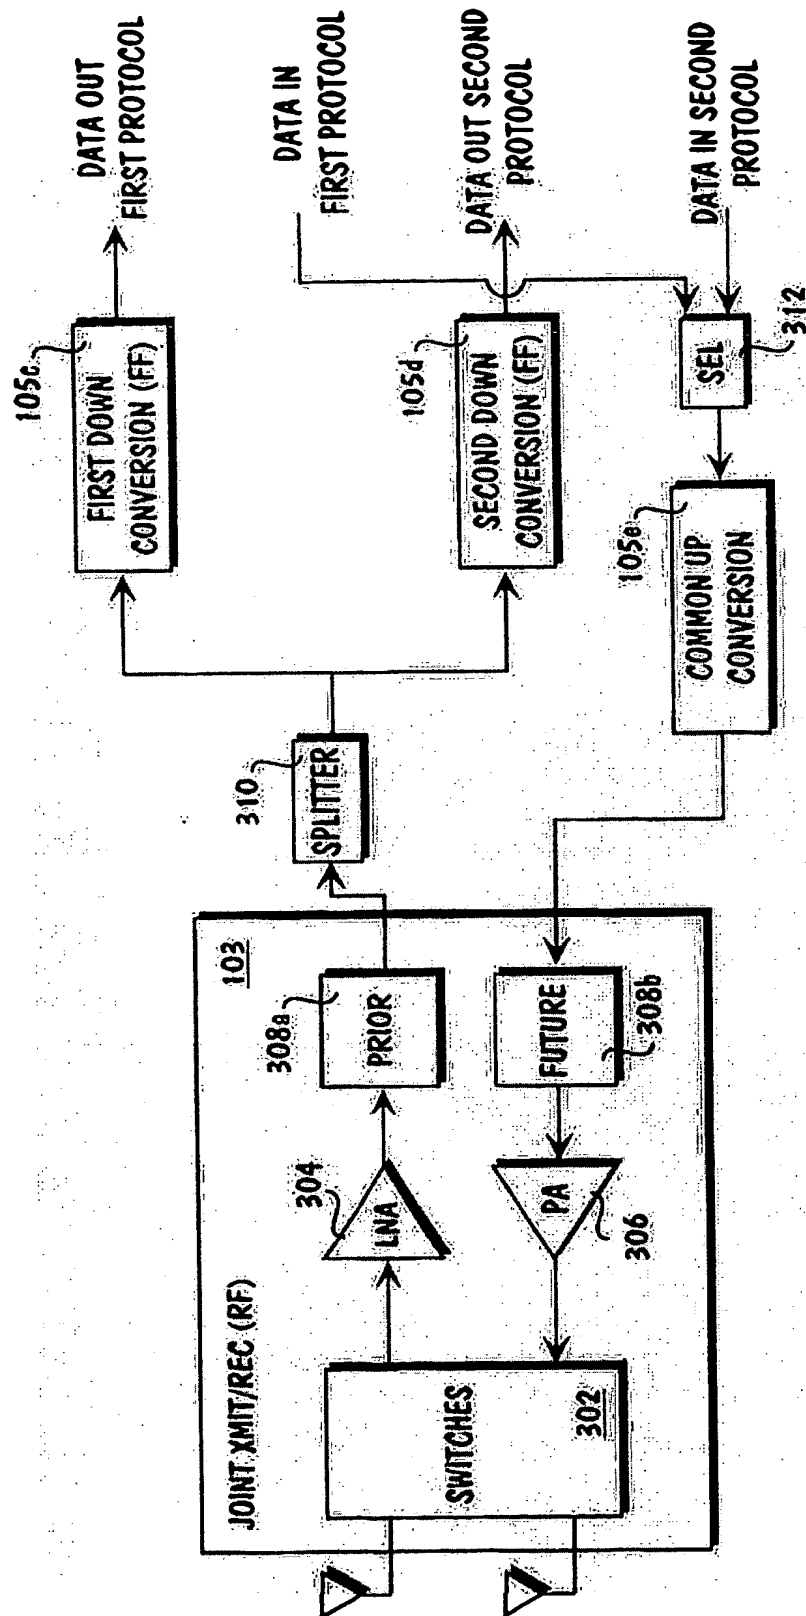 JOINT XMIT/REC (RF)
103
SWITCHES
302
LNA
304
PRIOR
308a
PA
306
FUTURE
308b
SPLITTER
310
FIRST DOWN
CONVERSION (FF)
105c
DATA OUT
FIRST PROTOCOL
DATA IN
FIRST PROTOCOL
SECOND DOWN
CONVERSION (FF)
105d
DATA OUT SECOND
PROTOCOL
COMMON UP
CONVERSION
105e
SEL
312
DATA IN SECOND
PROTOCOL